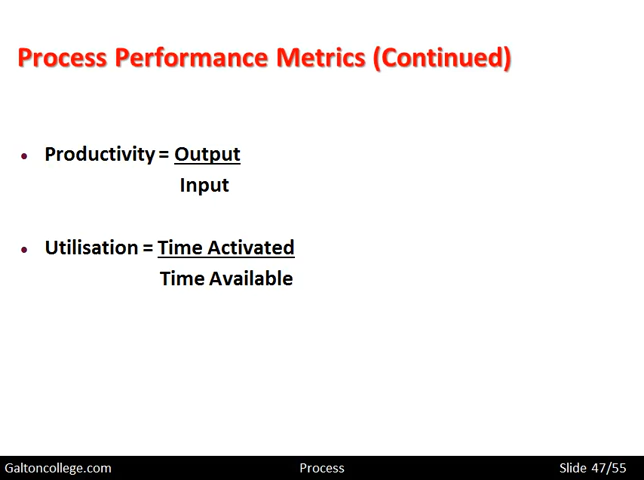 Process Performance Metrics (Continued)
• Productivity = Output
Input
• Utilisation = Time Activated
Time Available
Galtoncollege.com Process Slide 47/55